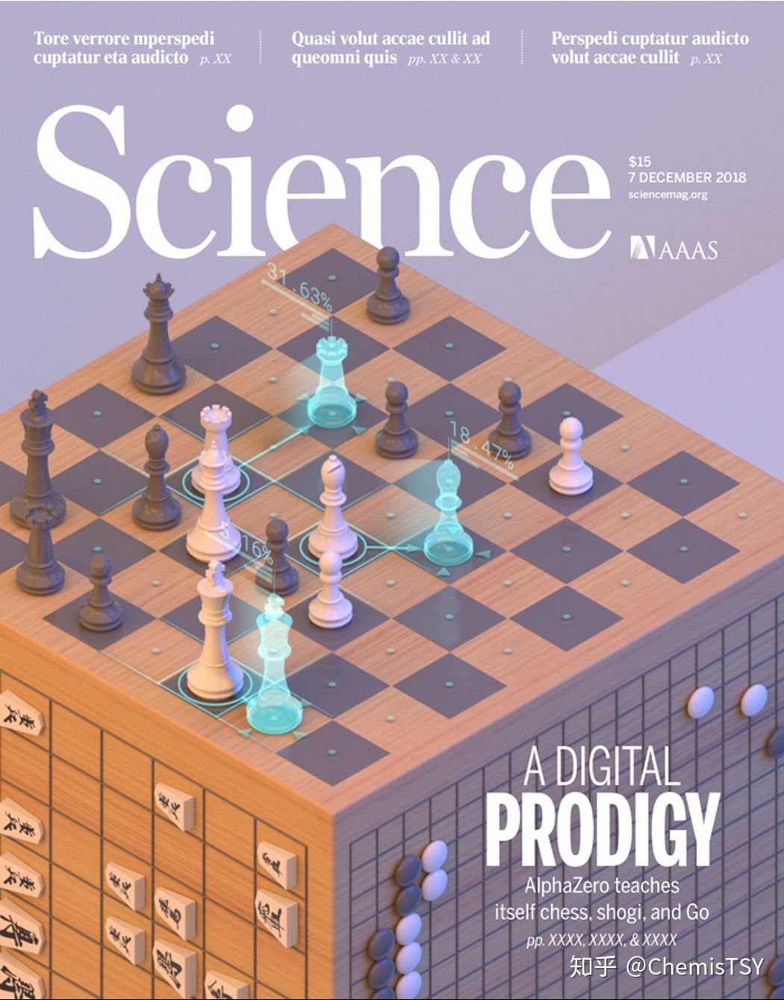 Tore verrore mperspedi
cuptatur eta audicto p. XX
Quasi volut accae cullit ad
queomni quis pp. XX & XX
Perspedi cuptatur audicto
volut accae cullit p. XX
Science
$15
7 DECEMBER 2018
sciencemag.org
AAAS
31.63%
18.47%
5.16%
A DIGITAL
PRODIGY
AlphaZero teaches
itself chess, shogi, and Go
pp. XXXX, XXXX, & XXXX
知乎 @ChemisTSY